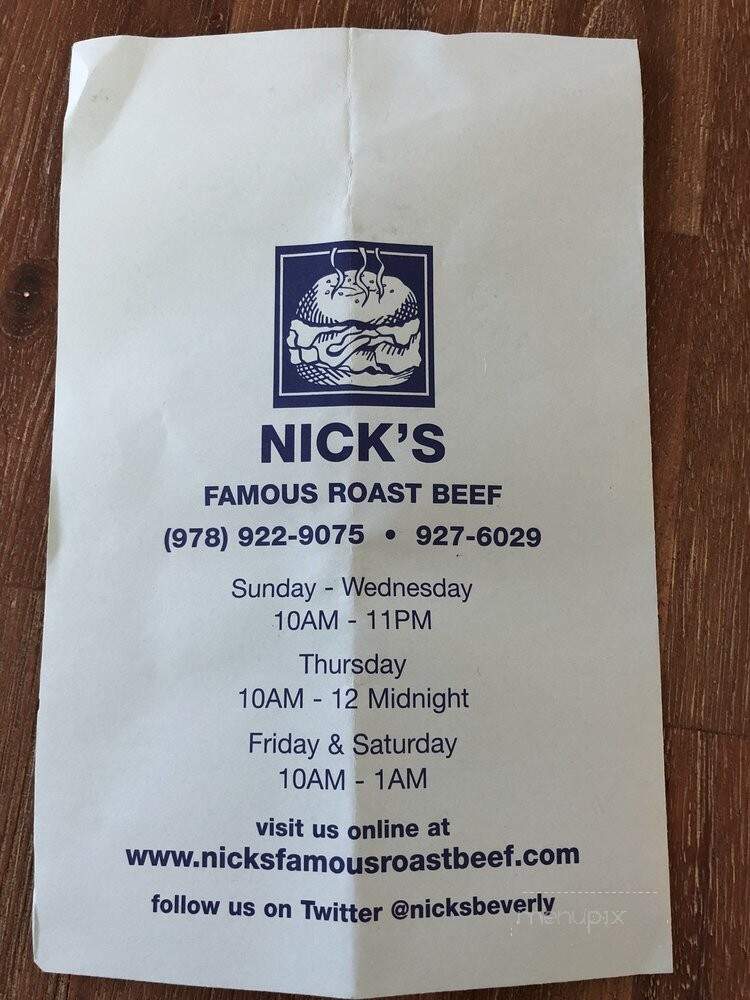 NICK'S
FAMOUS ROAST BEEF
(978) 922-9075 • 927-6029
Sunday - Wednesday
10AM - 11PM
Thursday
10AM - 12 Midnight
Friday & Saturday
10AM - 1AM
visit us online at
www.nicksfamousroastbeef.com
follow us on Twitter @nicksbeverly
menupix